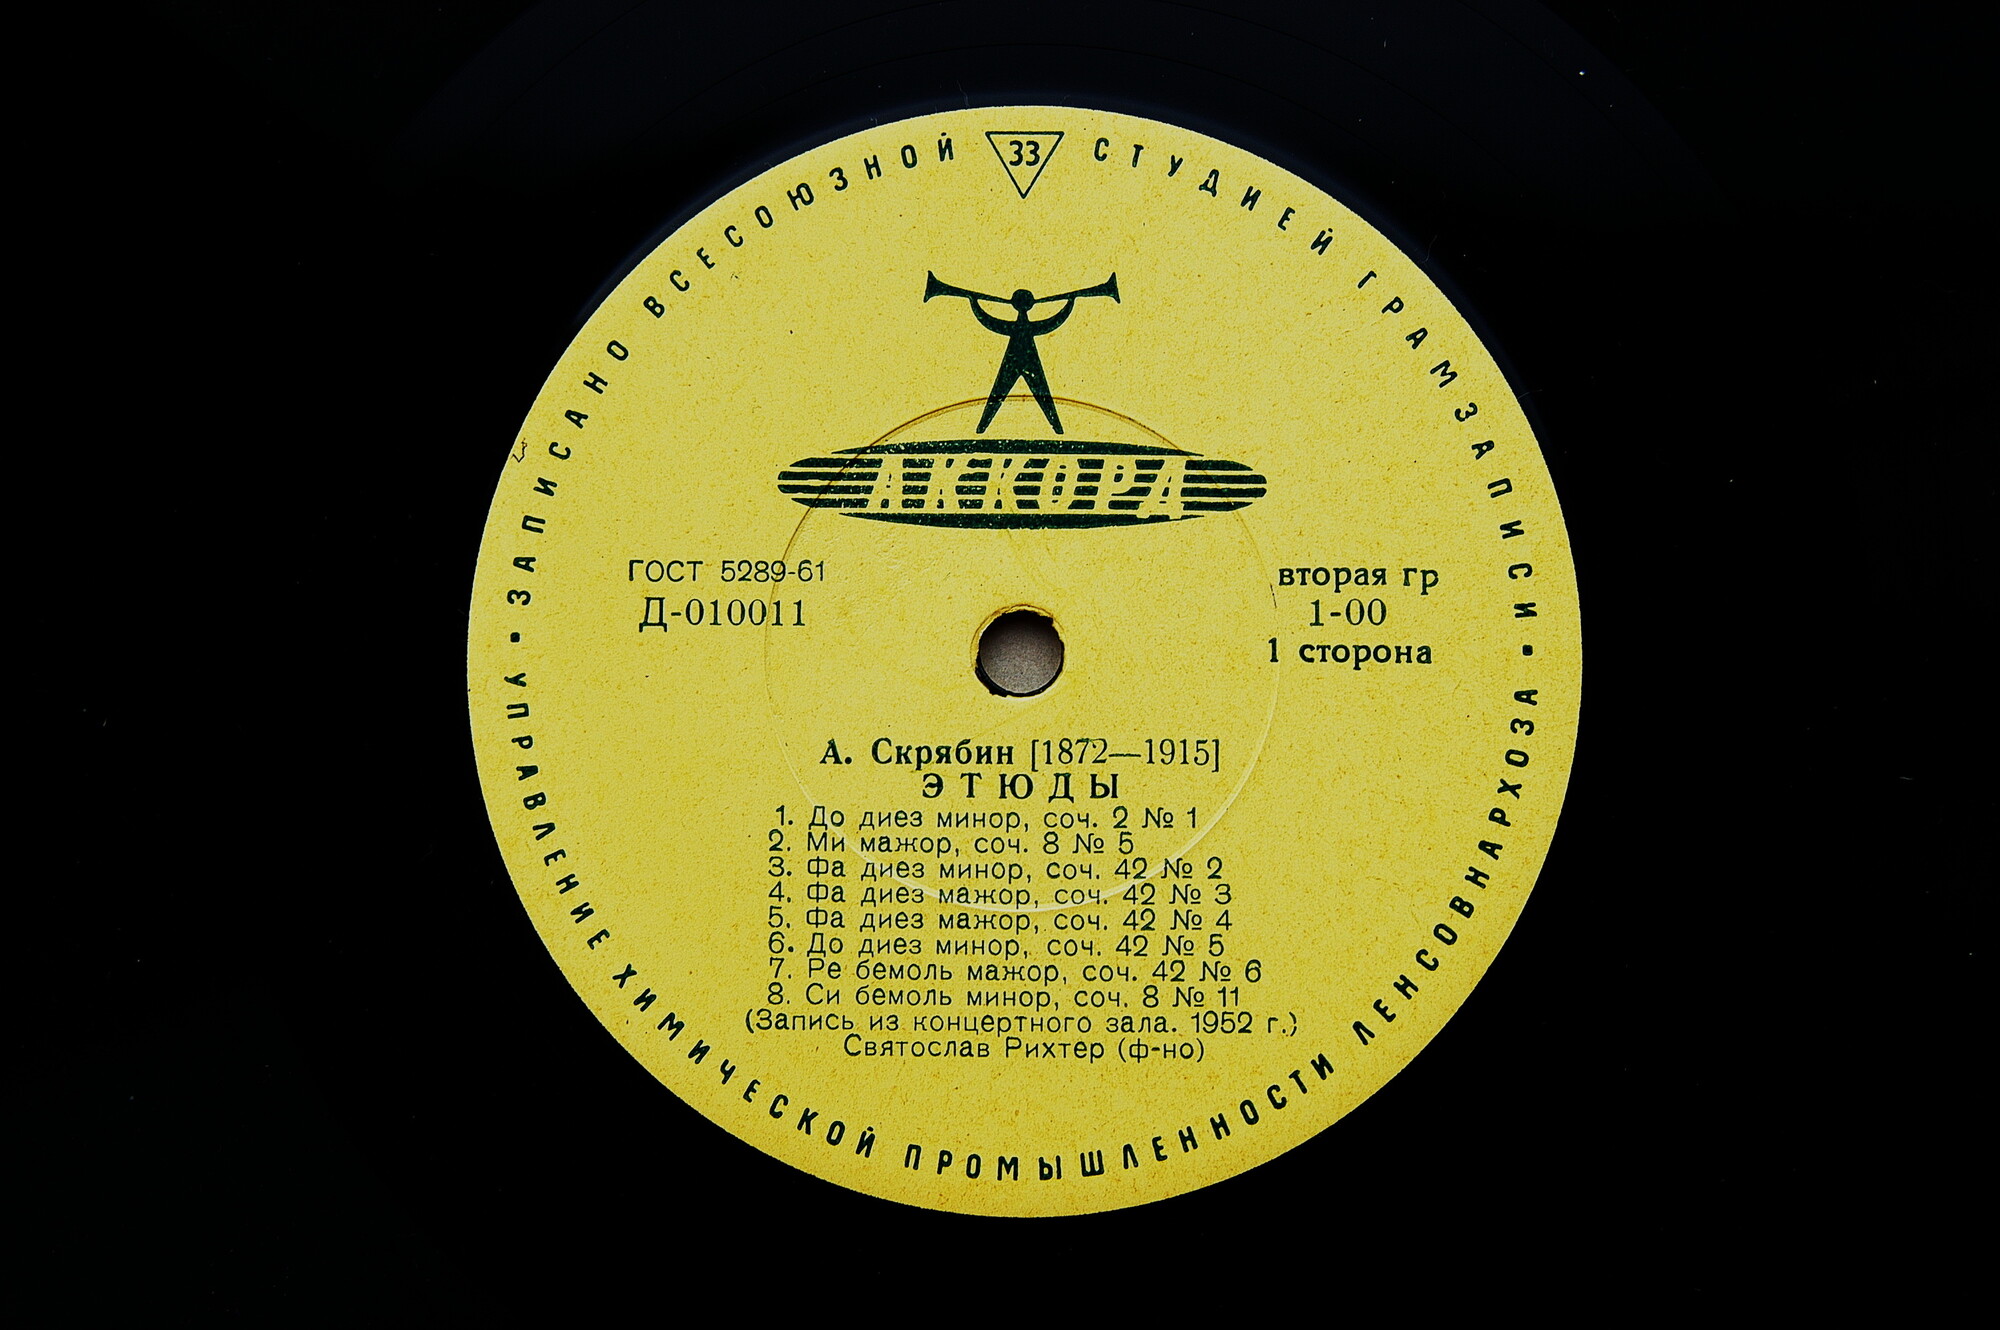 ЗАПИСАНО ВСЕСОЮЗНОЙ СТУДИЕЙ ГРАМЗАПИСИ
33
АККОРД
ГОСТ 5289-61
Д-010011
вторая гр
1-00
1 сторона
А. Скрябин [1872—1915]
ЭТЮДЫ
1. До диез минор, соч. 2 № 1
2. Ми мажор, соч. 8 № 5
3. Фа диез минор, соч. 42 № 2
4. Фа диез мажор, соч. 42 № 3
5. Фа диез мажор, соч. 42 № 4
6. До диез минор, соч. 42 № 5
7. Ре бемоль мажор, соч. 42 № 6
8. Си бемоль минор, соч. 8 № 11
(Запись из концертного зала. 1952 г.)
Святослав Рихтер (ф-но)
• УПРАВЛЕНИЕ ХИМИЧЕСКОЙ ПРОМЫШЛЕННОСТИ ЛЕНСОВНАРХОЗА •